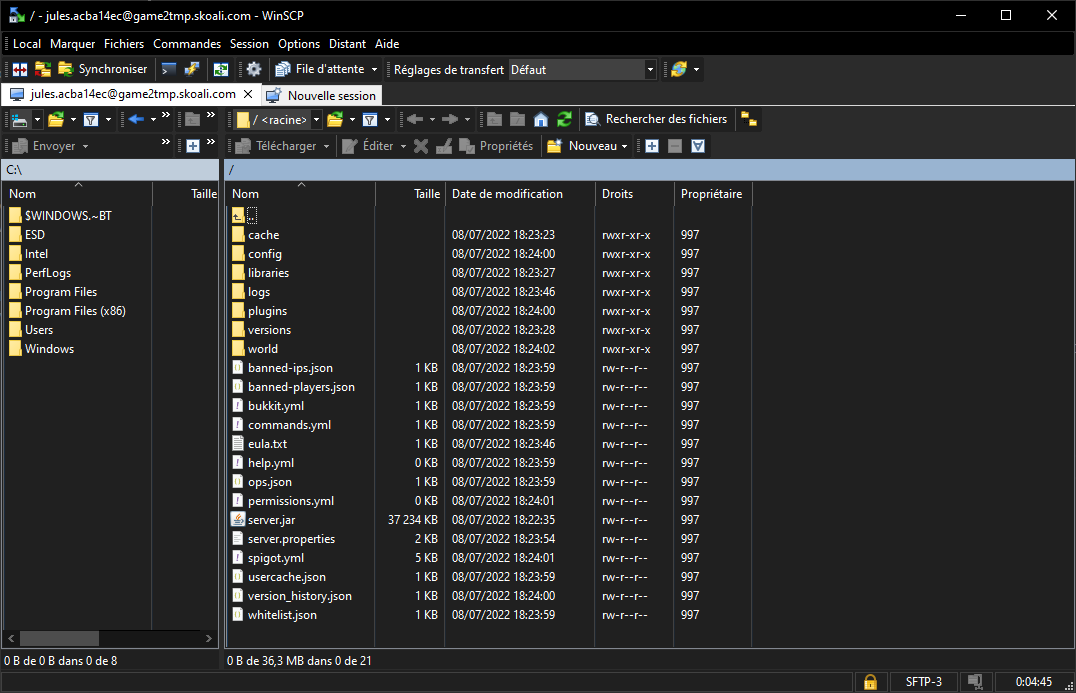 / - jules.acba14ec@game2tmp.skoali.com - WinSCP
Local Marquer Fichiers Commandes Session Options Distant Aide
Synchroniser File d'attente Réglages de transfert Défaut
jules.acba14ec@game2tmp.skoali.com Nouvelle session
/ <racine> Rechercher des fichiers
Envoyer Télécharger Éditer Propriétés Nouveau
C:\ /
Nom Taille Nom Taille Date de modification Droits Propriétaire
$WINDOWS.~BT ..
ESD cache 08/07/2022 18:23:23 rwxr-xr-x 997
Intel config 08/07/2022 18:24:00 rwxr-xr-x 997
PerfLogs libraries 08/07/2022 18:23:27 rwxr-xr-x 997
Program Files logs 08/07/2022 18:23:46 rwxr-xr-x 997
Program Files (x86) plugins 08/07/2022 18:24:00 rwxr-xr-x 997
Users versions 08/07/2022 18:23:28 rwxr-xr-x 997
Windows world 08/07/2022 18:24:02 rwxr-xr-x 997
banned-ips.json 1 KB 08/07/2022 18:23:59 rw-r--r-- 997
banned-players.json 1 KB 08/07/2022 18:23:59 rw-r--r-- 997
bukkit.yml 1 KB 08/07/2022 18:23:59 rw-r--r-- 997
commands.yml 1 KB 08/07/2022 18:23:59 rw-r--r-- 997
eula.txt 1 KB 08/07/2022 18:23:46 rw-r--r-- 997
help.yml 0 KB 08/07/2022 18:23:59 rw-r--r-- 997
ops.json 1 KB 08/07/2022 18:23:59 rw-r--r-- 997
permissions.yml 0 KB 08/07/2022 18:24:01 rw-r--r-- 997
server.jar 37 234 KB 08/07/2022 18:22:35 rw-r--r-- 997
server.properties 2 KB 08/07/2022 18:23:54 rw-r--r-- 997
spigot.yml 5 KB 08/07/2022 18:24:01 rw-r--r-- 997
usercache.json 1 KB 08/07/2022 18:23:59 rw-r--r-- 997
version_history.json 1 KB 08/07/2022 18:24:00 rw-r--r-- 997
whitelist.json 1 KB 08/07/2022 18:23:59 rw-r--r-- 997
0 B de 0 B dans 0 de 8 0 B de 36,3 MB dans 0 de 21
SFTP-3 0:04:45